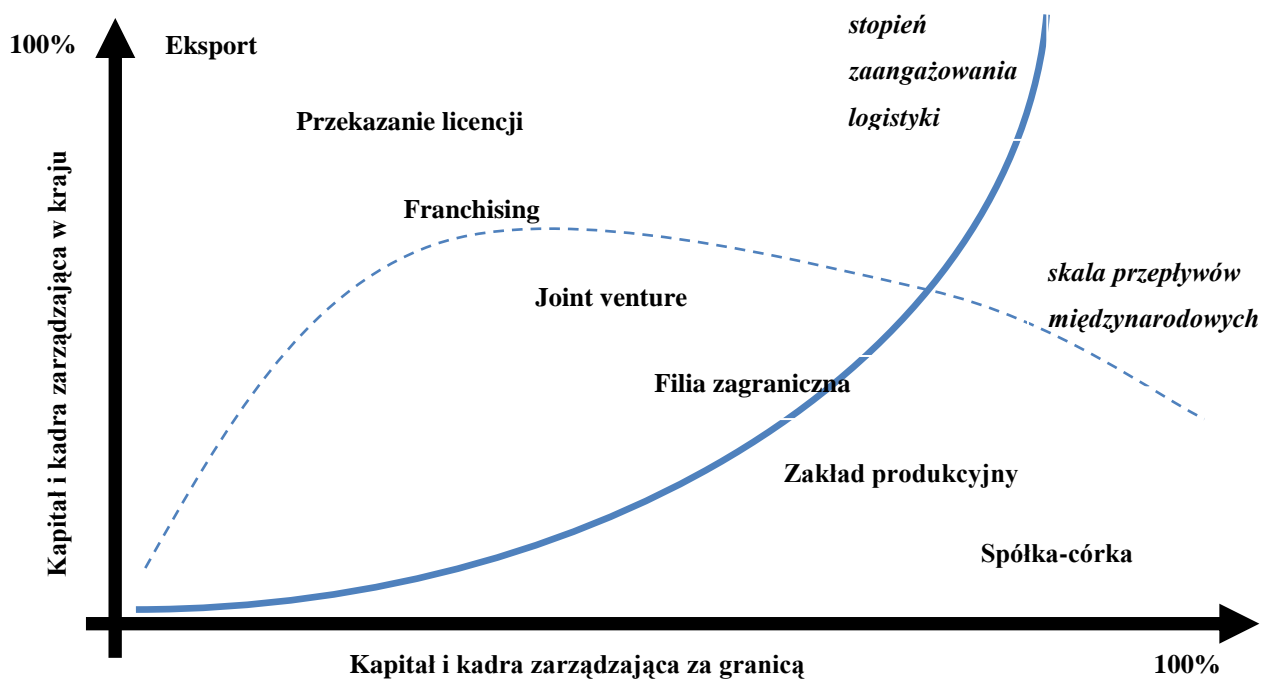 100%
Eksport
stopień
zaangażowania
logistyki
Przekazanie licencji
Franchising
Kapitał i kadra zarządzająca w kraju
skala przepływów
międzynarodowych
Joint venture
Filia zagraniczna
Zakład produkcyjny
Spółka-córka
Kapitał i kadra zarządzająca za granicą
100%